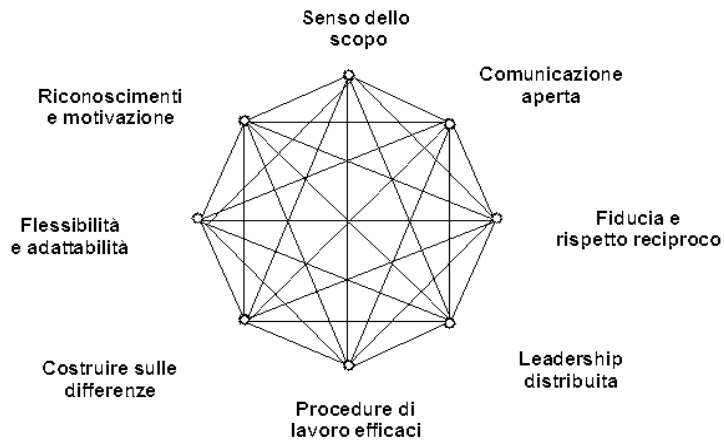 Senso dello
scopo
Comunicazione
aperta
Riconoscimenti
e motivazione
Flessibilità
e adattabilità
Fiducia e
rispetto reciproco
Costruire sulle
differenze
Leadership
distribuita
Procedure di
lavoro efficaci